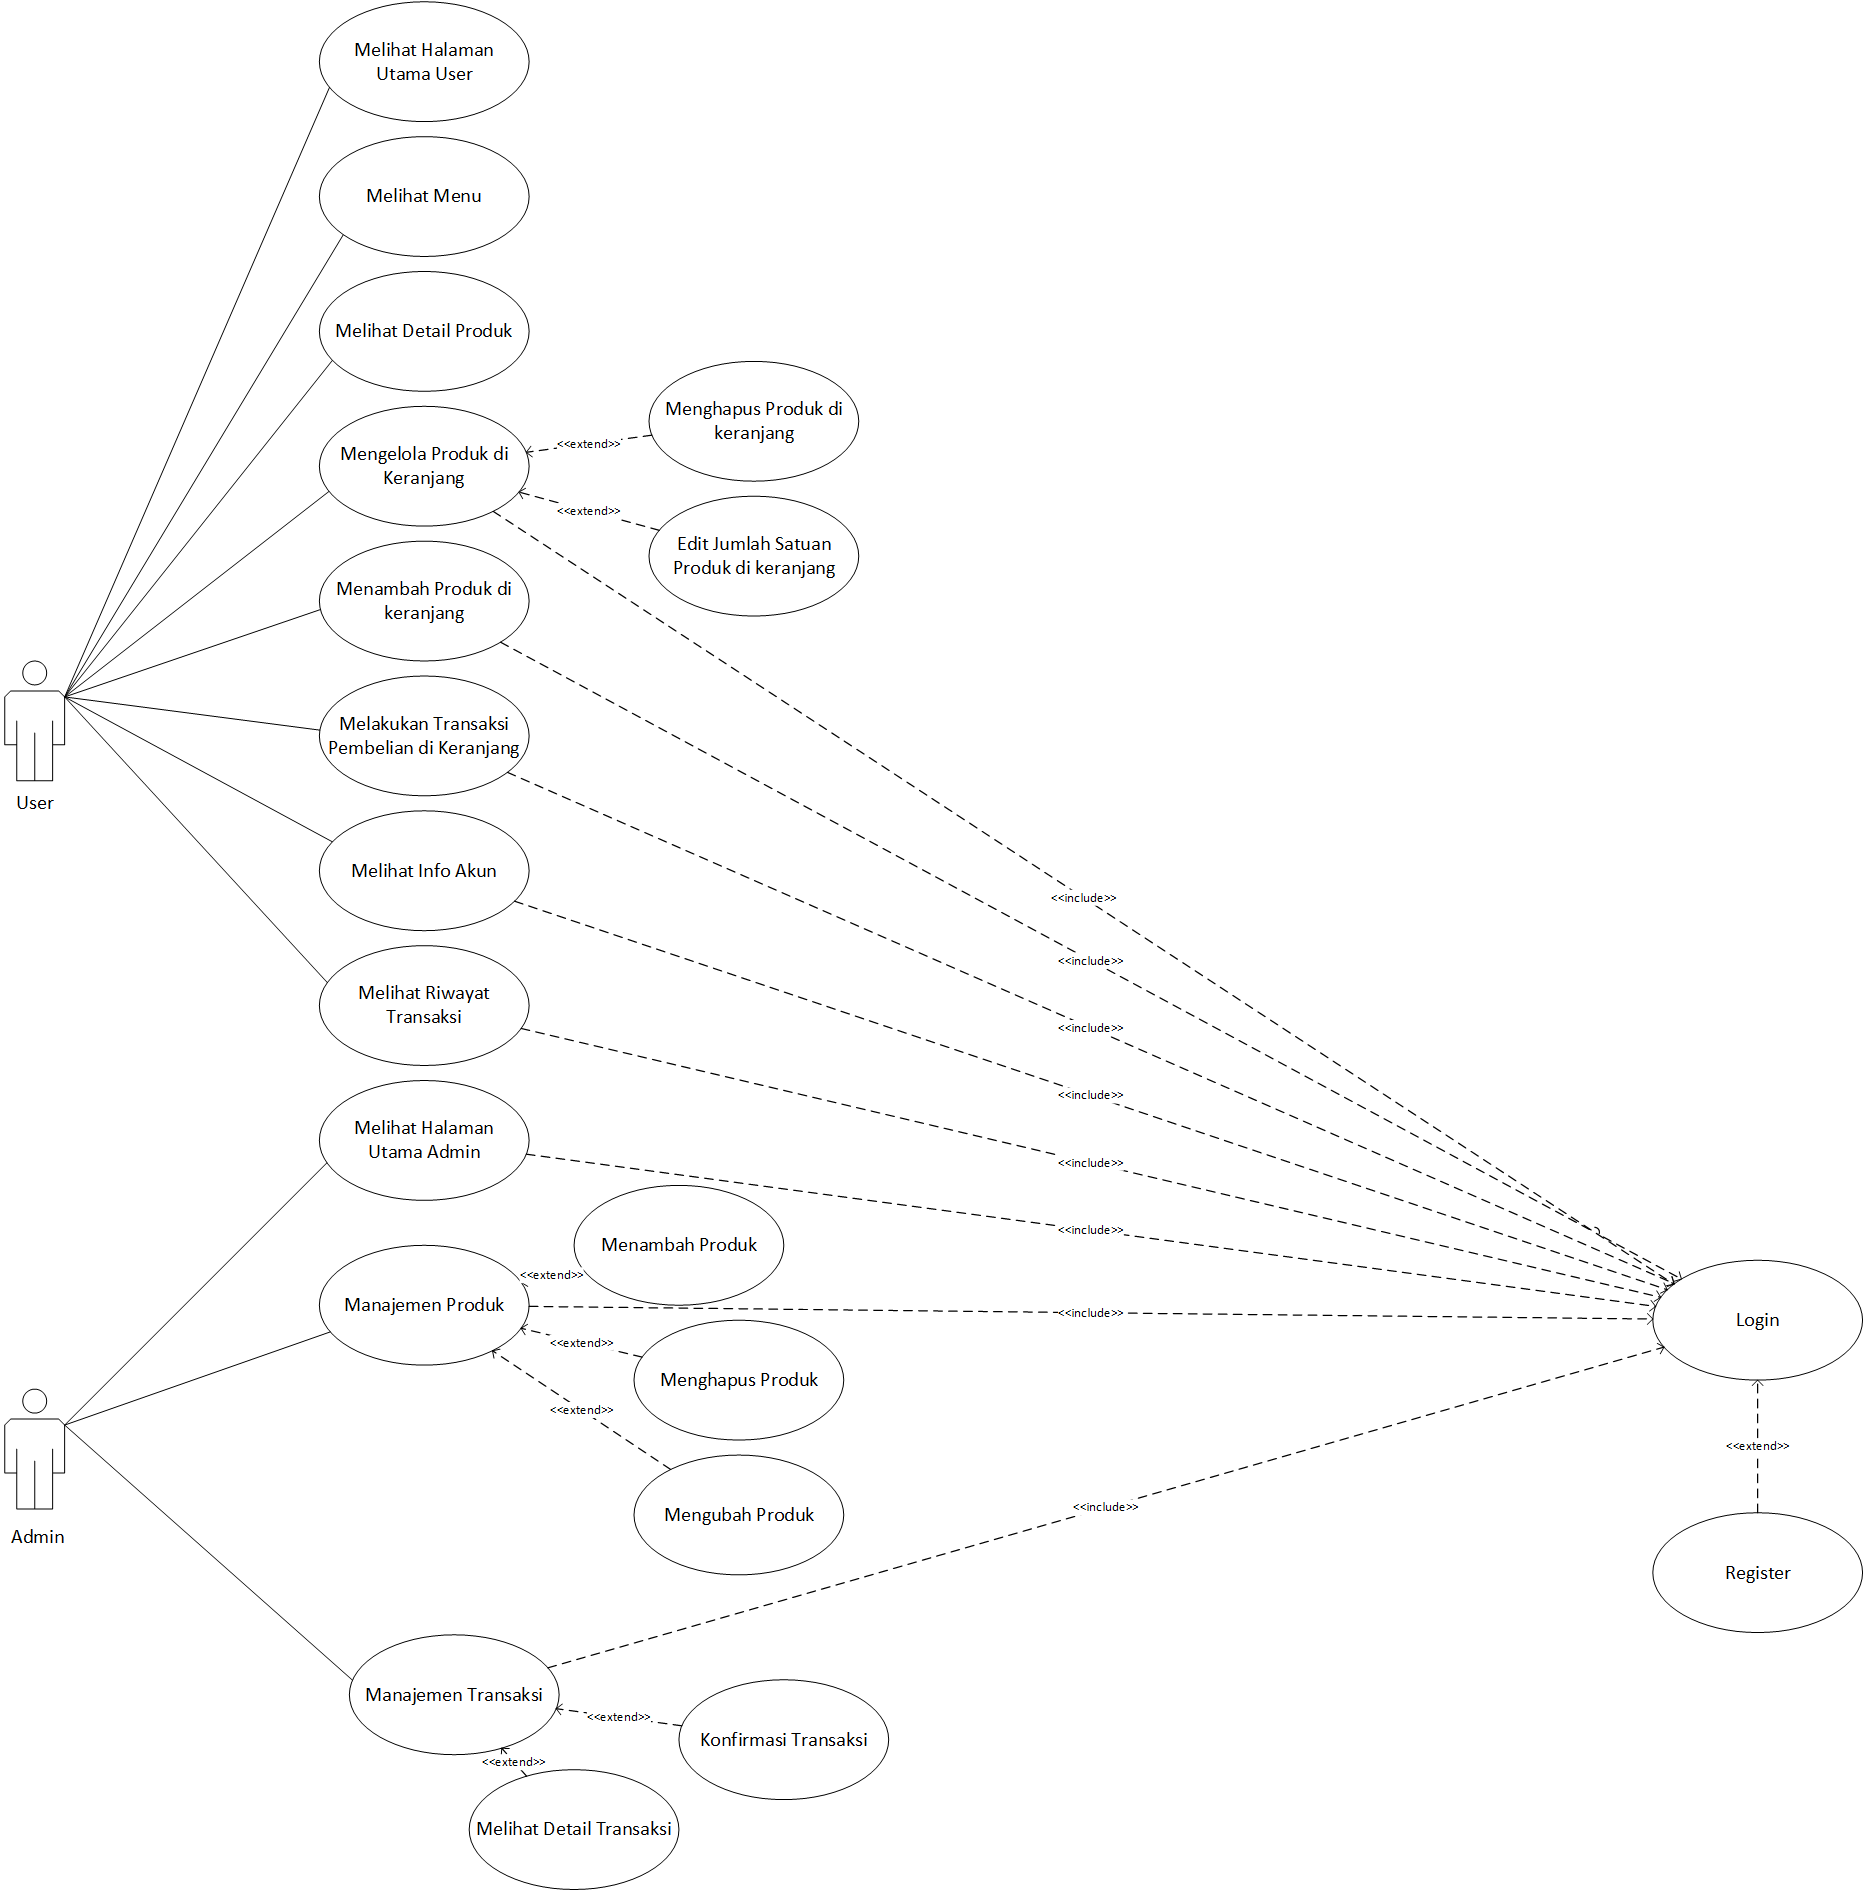 Melihat Halaman
Utama User
Melihat Menu
Melihat Detail Produk
Menghapus Produk di
keranjang
<<extend>>
Mengelola Produk di
Keranjang
<<extend>>
Edit Jumlah Satuan
Produk di keranjang
Menambah Produk di
keranjang
Melakukan Transaksi
Pembelian di Keranjang
User
Melihat Info Akun
<<include>>
<<include>>
Melihat Riwayat
Transaksi
<<include>>
<<include>>
Melihat Halaman
Utama Admin
<<include>>
<<include>>
Menambah Produk
<<extend>>
Manajemen Produk
<<include>>
Login
<<extend>>
Menghapus Produk
<<extend>>
<<extend>>
Mengubah Produk
<<include>>
Admin
Register
Manajemen Transaksi
<<extend>>
Konfirmasi Transaksi
<<extend>>
Melihat Detail Transaksi